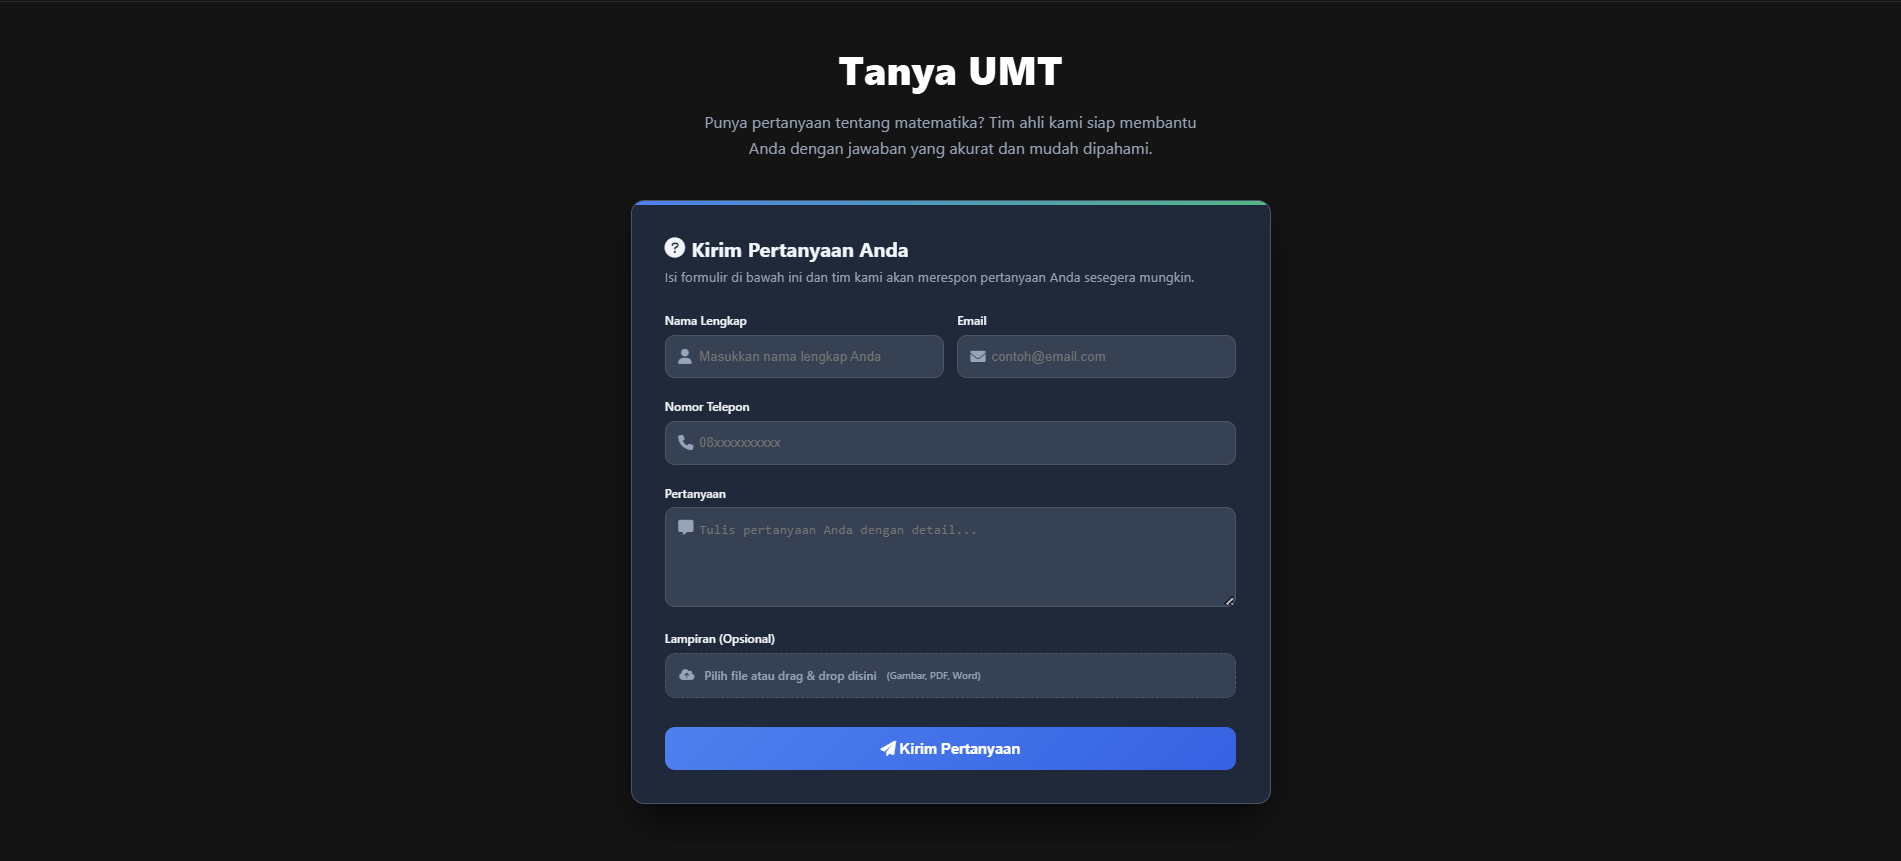 Tanya UMT
Punya pertanyaan tentang matematika? Tim ahli kami siap membantu
Anda dengan jawaban yang akurat dan mudah dipahami.
Kirim Pertanyaan Anda
Isi formulir di bawah ini dan tim kami akan merespon pertanyaan Anda sesegera mungkin.
Nama Lengkap
Masukkan nama lengkap Anda
Email
contoh@email.com
Nomor Telepon
08xxxxxxxxxx
Pertanyaan
Tulis pertanyaan Anda dengan detail...
Lampiran (Opsional)
Pilih file atau drag & drop disini (Gambar, PDF, Word)
Kirim Pertanyaan